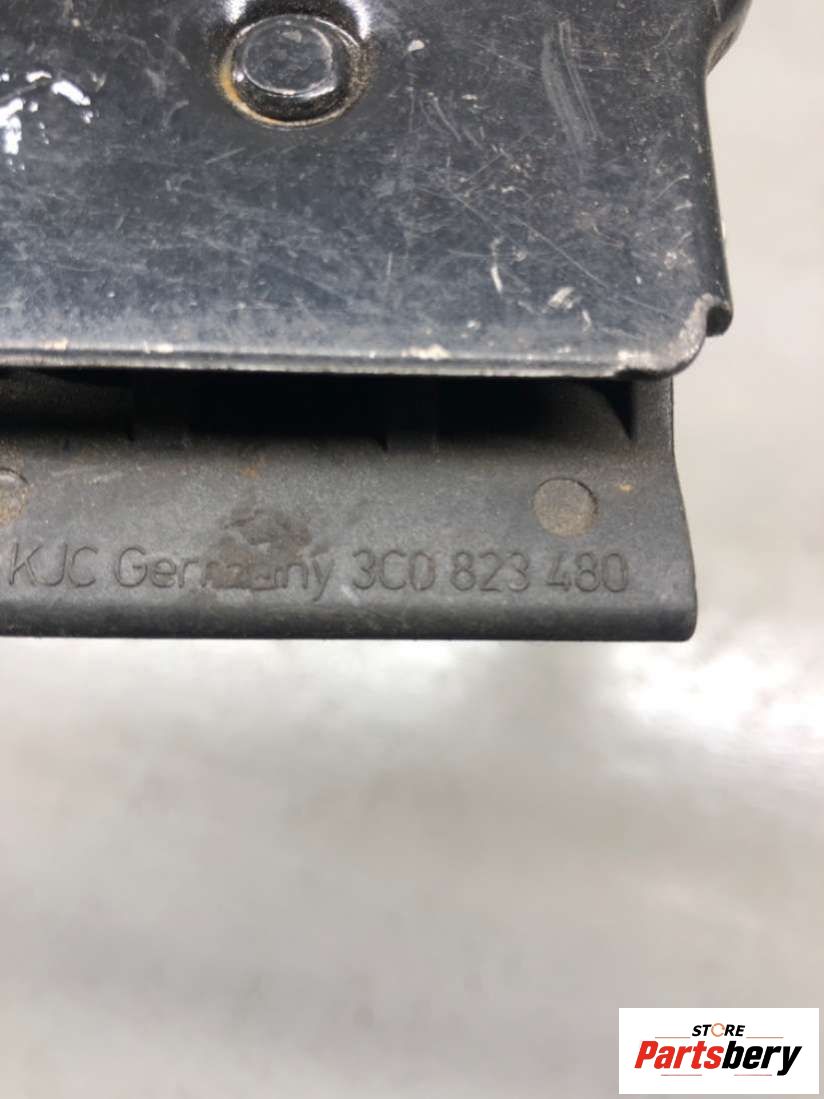 KJC Germany 3C0 823 480
STORE
Partsbery